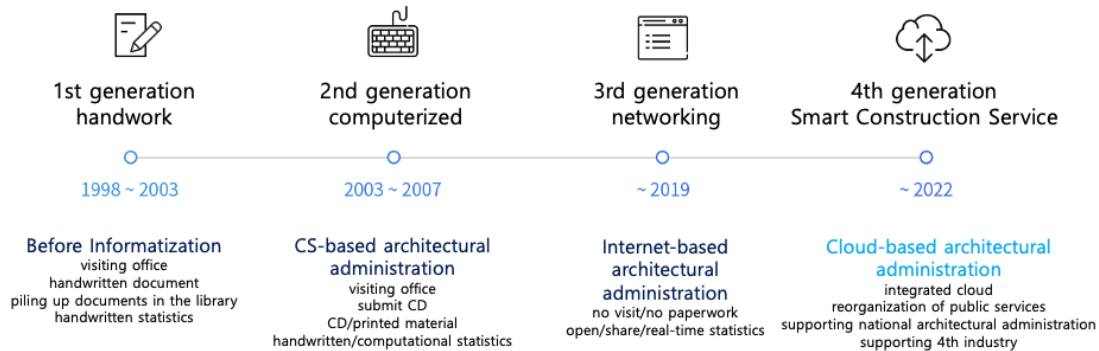 1st generation
handwork
2nd generation
computerized
3rd generation
networking
4th generation
Smart Construction Service
1998 ~ 2003
2003 ~ 2007
~ 2019
~ 2022
Before Informatization
visiting office
handwritten document
piling up documents in the library
handwritten statistics
CS-based architectural
administration
visiting office
submit CD
CD/printed material
handwritten/computational statistics
Internet-based
architectural
administration
no visit/no paperwork
open/share/real-time statistics
Cloud-based architectural
administration
integrated cloud
reorganization of public services
supporting national architectural administration
supporting 4th industry